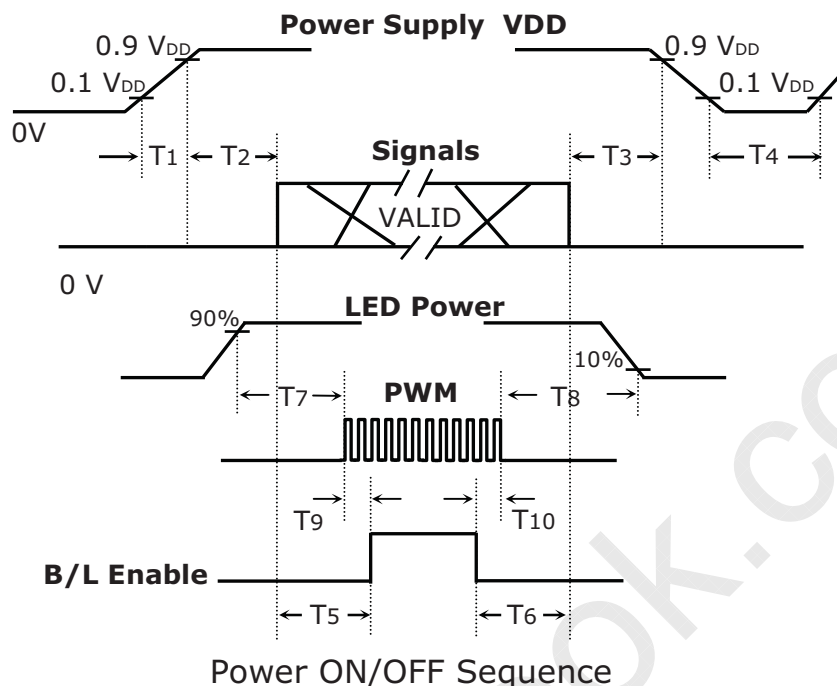 Power Supply VDD
0.9 VDD
0.9 VDD
0.1 VDD
0.1 VDD
0V
T1
T2
Signals
T3
T4
VALID
0 V
LED Power
90%
10%
T7
PWM
T8
T9
T10
B/L Enable
T5
T6
Power ON/OFF Sequence
ok.co